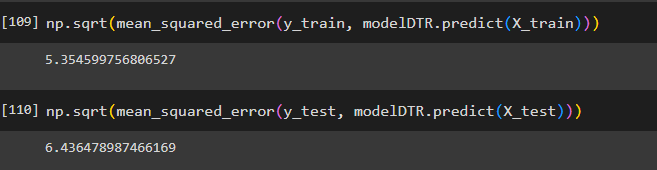 [109] np.sqrt(mean_squared_error(y_train, modelDTR.predict(X_train)))
5.354599756806527
[110] np.sqrt(mean_squared_error(y_test, modelDTR.predict(X_test)))
6.436478987466169